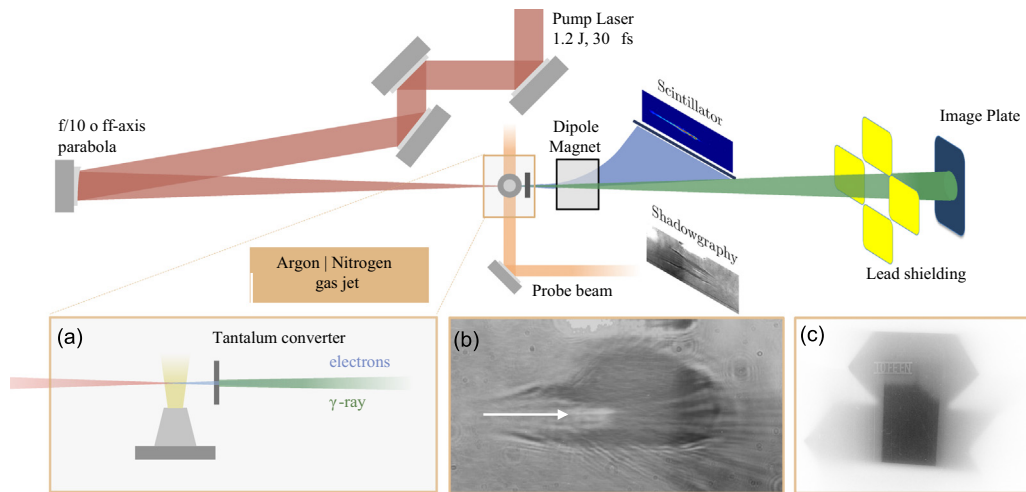 Pump Laser
1.2 J, 30 fs
f/10 o ff-axis
parabola
Dipole
Magnet
Scintillator
Image Plate
Shadowgraphy
Lead shielding
Argon | Nitrogen
gas jet
Probe beam
(a)
Tantalum converter
electrons
γ-ray
(b)
(c)